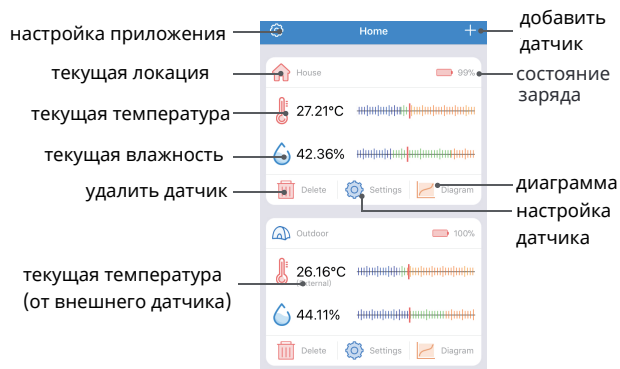 настройка приложения
Home
добавить
датчик
текущая локация
House
99%
состояние
заряда
текущая температура
27.21°C
текущая влажность
42.36%
удалить датчик
Delete
Settings
Diagram
диаграмма
настройка
датчика
Outdoor
100%
текущая температура
(от внешнего датчика)
26.16°C
(External)
44.11%
Delete
Settings
Diagram